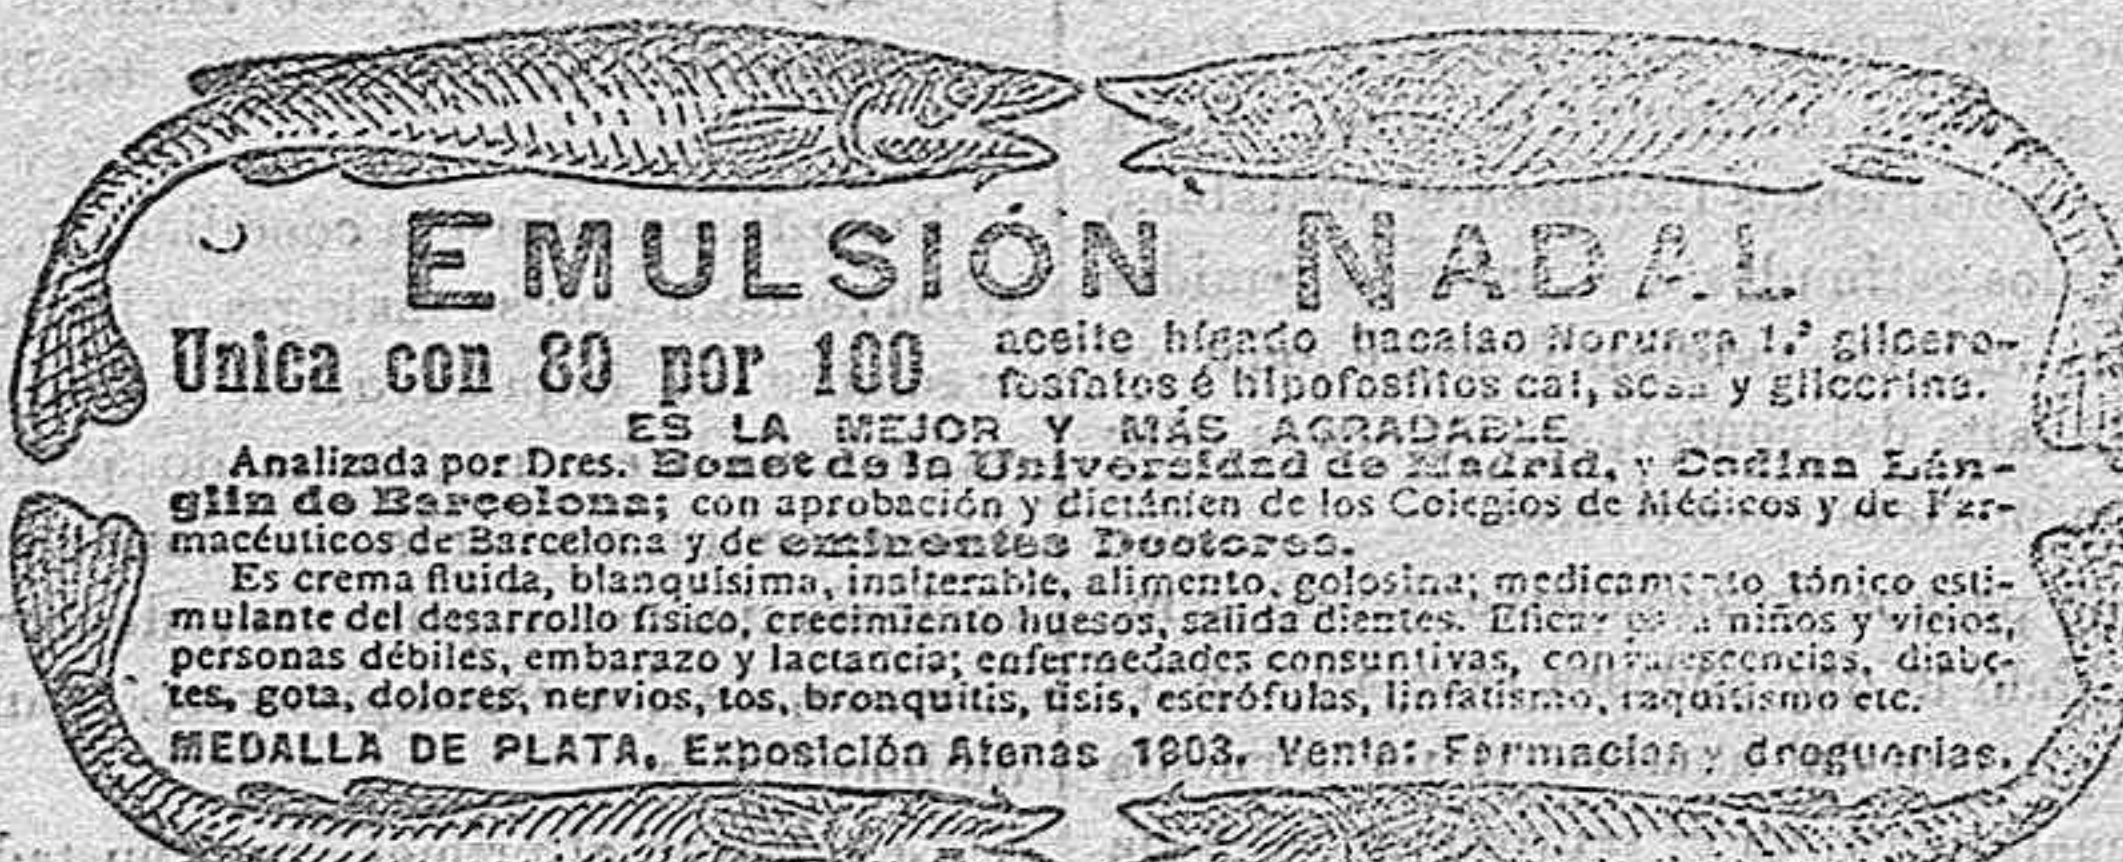 EMULSIÓN NADAL
Unica con 80 por 100
aceite hígado bacalao Noruega 1.ª glicero-
fosfatos é hipofosfitos cal, sosa y glicerina.
ES LA MEJOR Y MÁS AGRADABLE
Analizada por Dres. Bonet de la Universidad de Madrid, y Codina Län-
glin de Barcelona; con aprobación y dictámen de los Colegios de Médicos y de Far-
macéuticos de Barcelona y de eminentes Doctores.
Es crema fluida, blanquísima, inalterable, alimento, golosina; medicamento tónico esti-
mulante del desarrollo físico, crecimiento huesos, salida dientes. Eficaz para niños y viejos,
personas débiles, embarazo y lactancia; enfermedades consuntivas, convalescencias, diabe-
tes, gota, dolores, nervios, tos, bronquitis, tisis, escrófulas, linfatismo, raquitismo etc.
MEDALLA DE PLATA. Exposición Atenas 1903. Venta: Farmacias y droguerías.